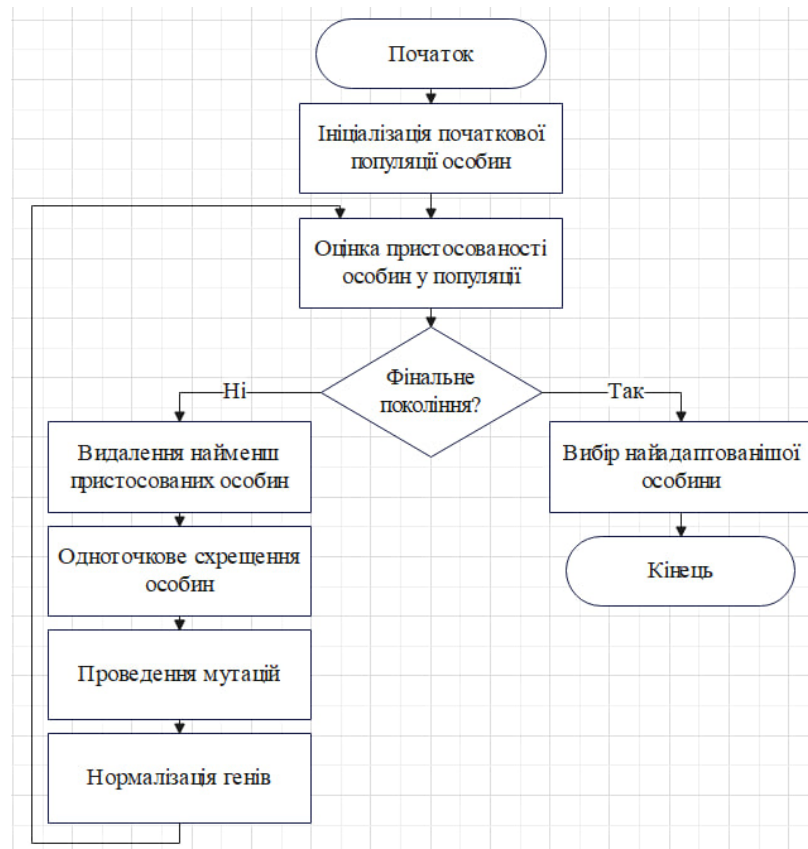 Початок
Ініціалізація початкової
популяції особин
Оцінка пристосованості
особин у популяції
Фінальне
покоління?
Ні
Так
Видалення найменш
пристосованих особин
Вибір найадаптованішої
особини
Одноточкове схрещення
особин
Кінець
Проведення мутацій
Нормалізація генів